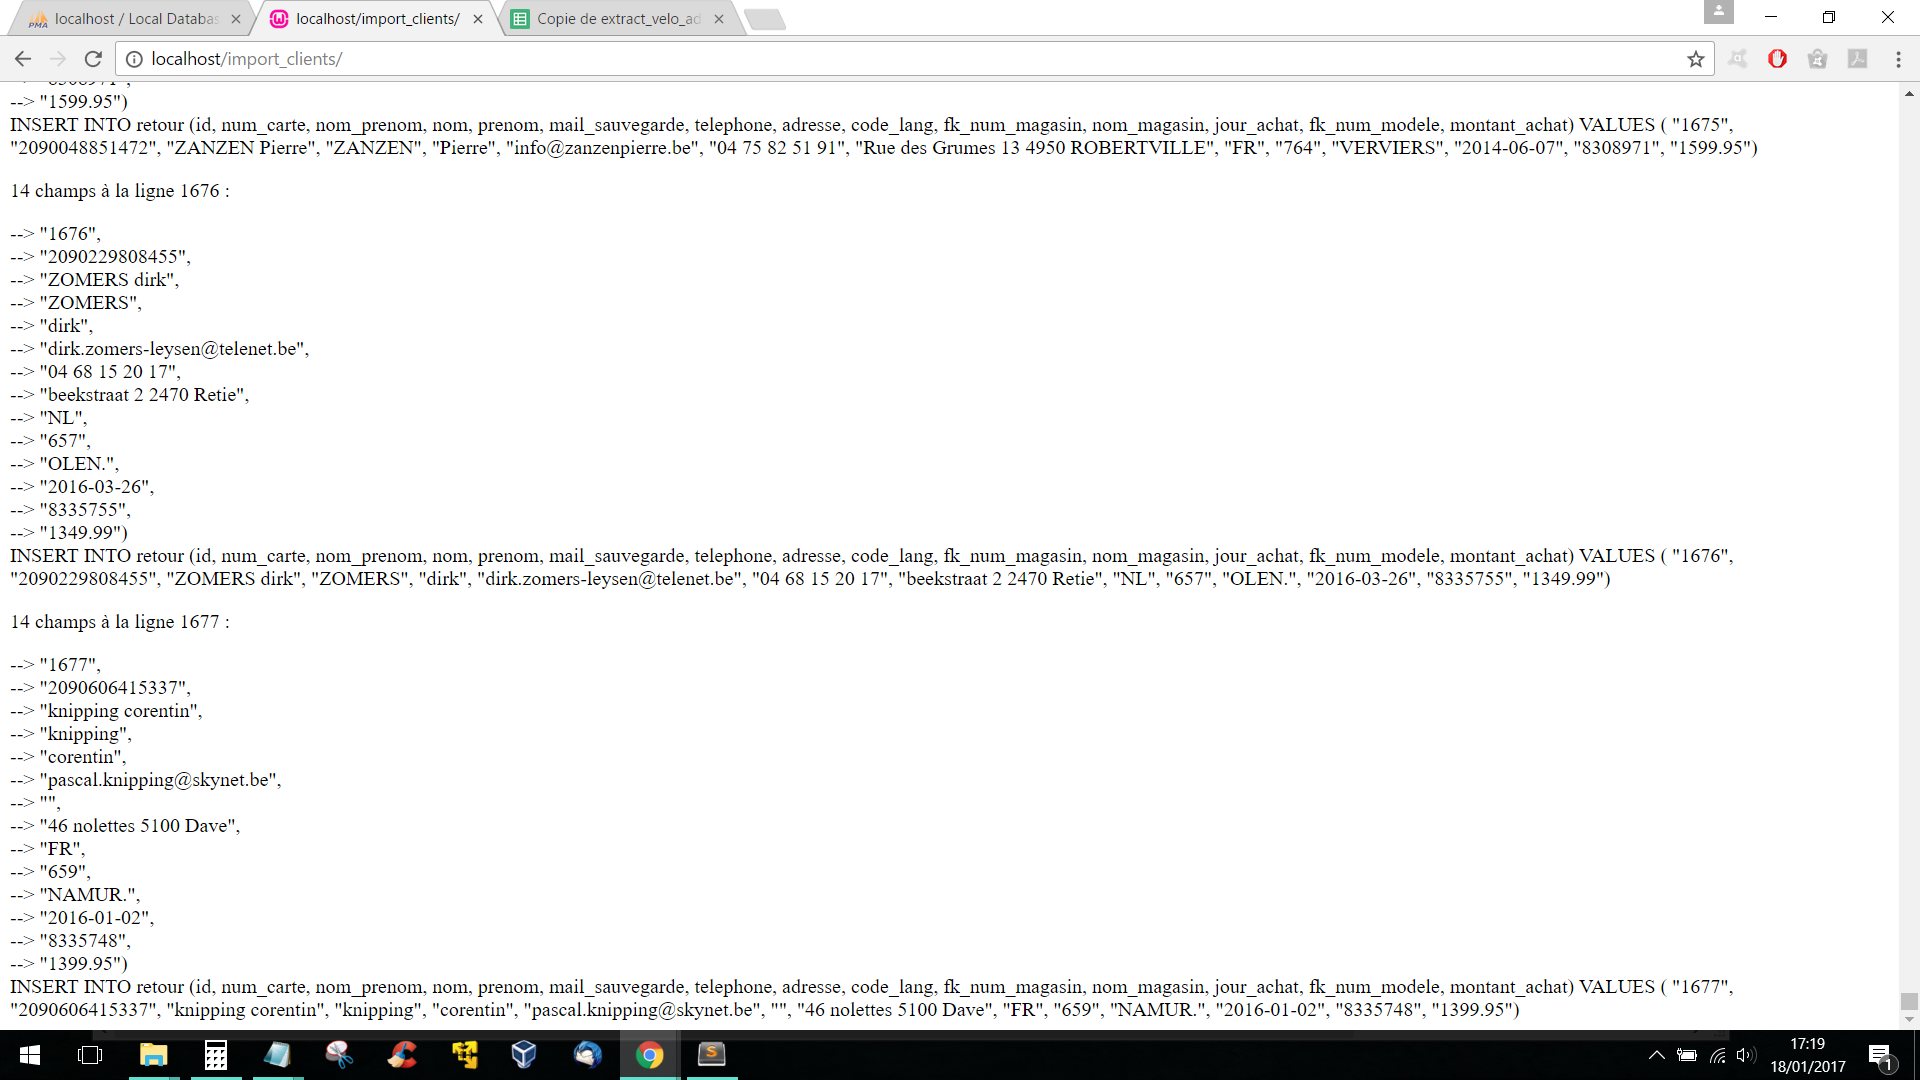 localhost / Local Databas
localhost/import_clients/
Copie de extract_velo_ad
localhost/import_clients/
--> "1599.95")
INSERT INTO retour (id, num_carte, nom_prenom, nom, prenom, mail_sauvegarde, telephone, adresse, code_lang, fk_num_magasin, nom_magasin, jour_achat, fk_num_modele, montant_achat) VALUES ( "1675",
"2090048851472", "ZANZEN Pierre", "ZANZEN", "Pierre", "info@zanzenpierre.be", "04 75 82 51 91", "Rue des Grumes 13 4950 ROBERTVILLE", "FR", "764", "VERVIERS", "2014-06-07", "8308971", "1599.95")
14 champs à la ligne 1676 :
--> "1676",
--> "2090229808455",
--> "ZOMERS dirk",
--> "ZOMERS",
--> "dirk",
--> "dirk.zomers-leysen@telenet.be",
--> "04 68 15 20 17",
--> "beekstraat 2 2470 Retie",
--> "NL",
--> "657",
--> "OLEN.",
--> "2016-03-26",
--> "8335755",
--> "1349.99")
INSERT INTO retour (id, num_carte, nom_prenom, nom, prenom, mail_sauvegarde, telephone, adresse, code_lang, fk_num_magasin, nom_magasin, jour_achat, fk_num_modele, montant_achat) VALUES ( "1676",
"2090229808455", "ZOMERS dirk", "ZOMERS", "dirk", "dirk.zomers-leysen@telenet.be", "04 68 15 20 17", "beekstraat 2 2470 Retie", "NL", "657", "OLEN.", "2016-03-26", "8335755", "1349.99")
14 champs à la ligne 1677 :
--> "1677",
--> "2090606415337",
--> "knipping corentin",
--> "knipping",
--> "corentin",
--> "pascal.knipping@skynet.be",
--> "",
--> "46 nolettes 5100 Dave",
--> "FR",
--> "659",
--> "NAMUR.",
--> "2016-01-02",
--> "8335748",
--> "1399.95")
INSERT INTO retour (id, num_carte, nom_prenom, nom, prenom, mail_sauvegarde, telephone, adresse, code_lang, fk_num_magasin, nom_magasin, jour_achat, fk_num_modele, montant_achat) VALUES ( "1677",
"2090606415337", "knipping corentin", "knipping", "corentin", "pascal.knipping@skynet.be", "", "46 nolettes 5100 Dave", "FR", "659", "NAMUR.", "2016-01-02", "8335748", "1399.95")
17:19
18/01/2017
1